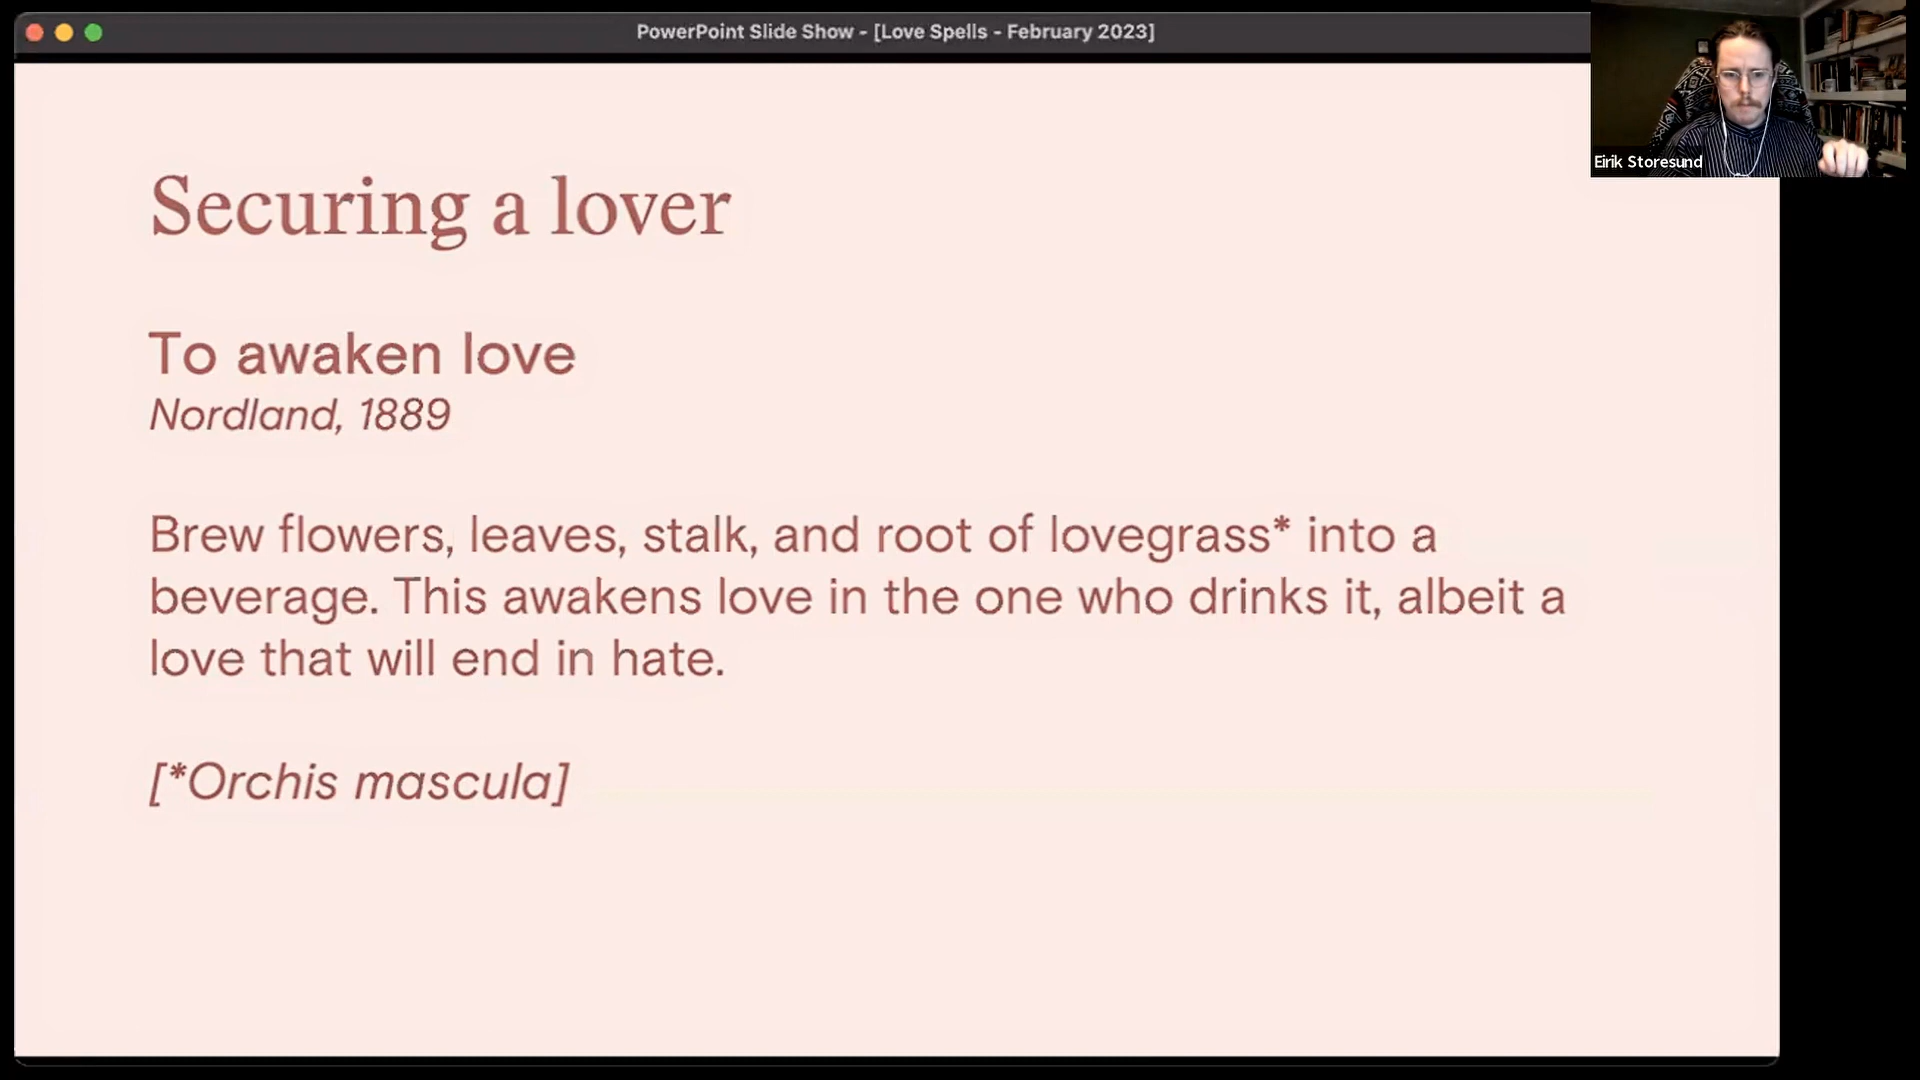 PowerPoint Slide Show - [Love Spells - February 2023]
Eirik Storesund
Securing a lover
To awaken love
Nordland, 1889
Brew flowers, leaves, stalk, and root of lovegrass* into a
beverage. This awakens love in the one who drinks it, albeit a
love that will end in hate.
[*Orchis mascula]